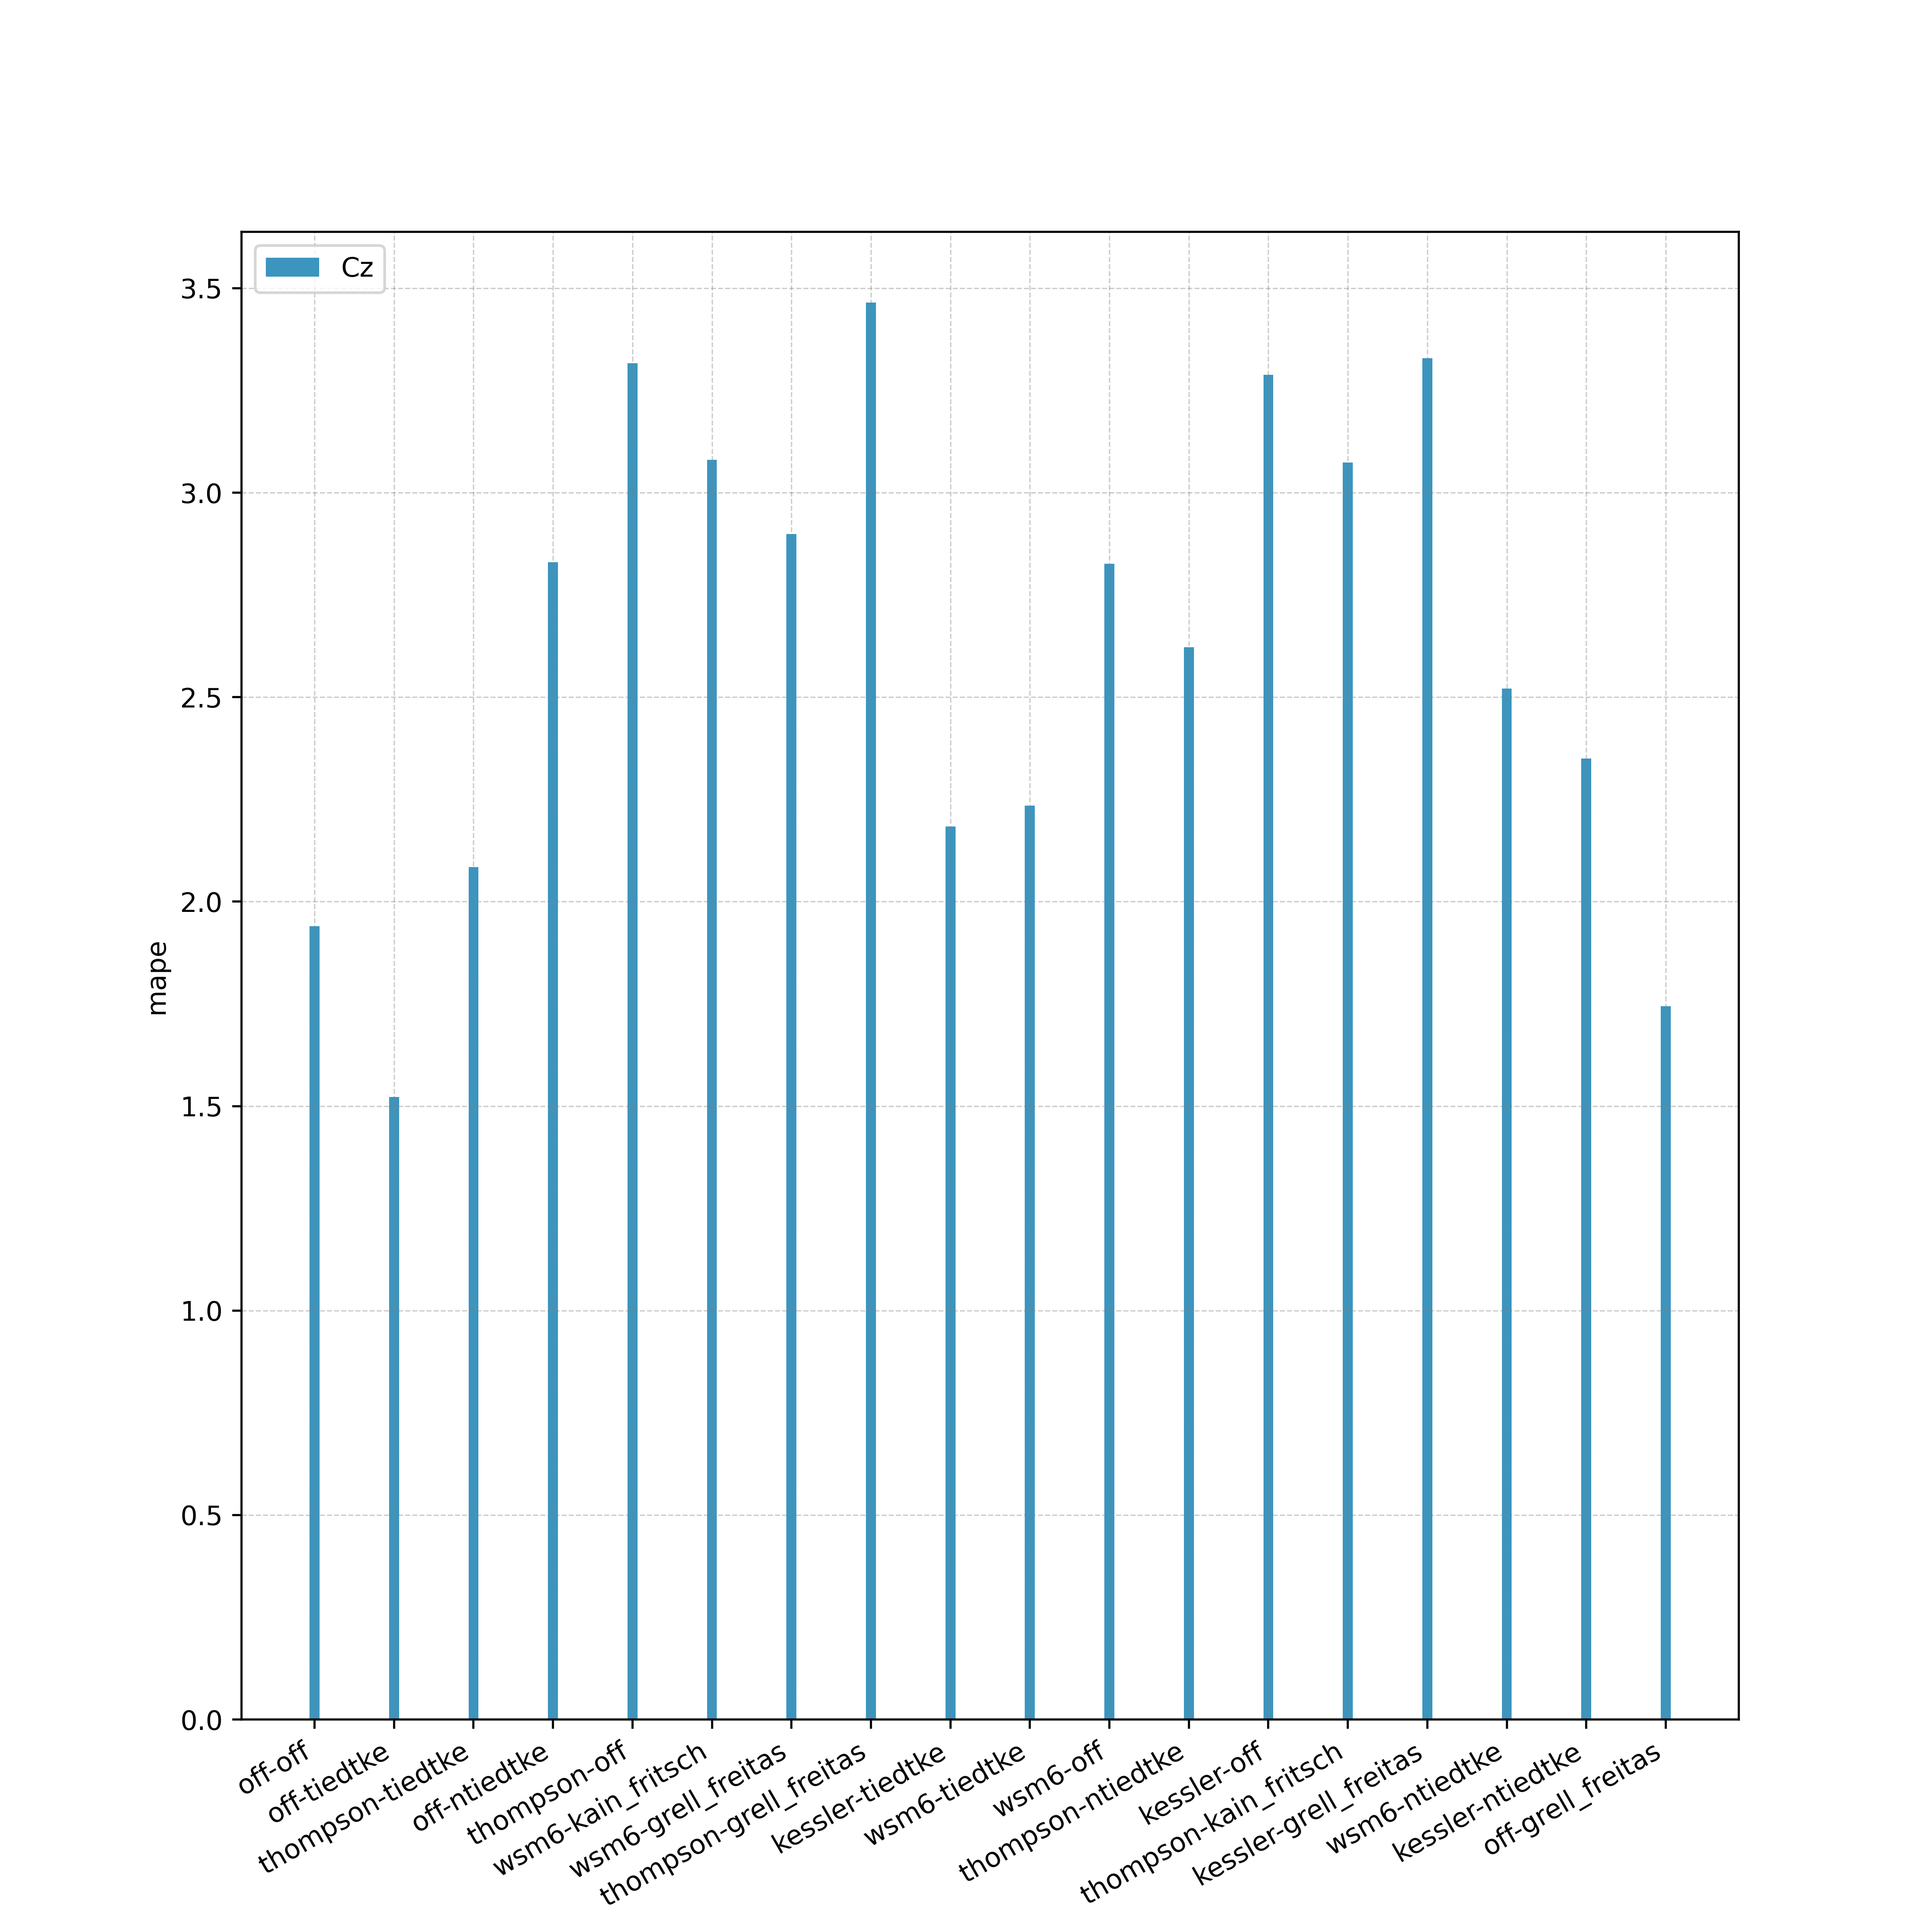 Cz
3.5
3.0
2.5
2.0
1.5
1.0
0.5
0.0
mape
off-off
off-tiedtke
thompson-tiedtke
off-ntiedtke
thompson-off
wsm6-kain_fritsch
wsm6-grell_freitas
thompson-grell_freitas
kessler-tiedtke
wsm6-tiedtke
wsm6-off
thompson-ntiedtke
kessler-off
thompson-kain_fritsch
kessler-grell_freitas
wsm6-ntiedtke
kessler-ntiedtke
off-grell_freitas